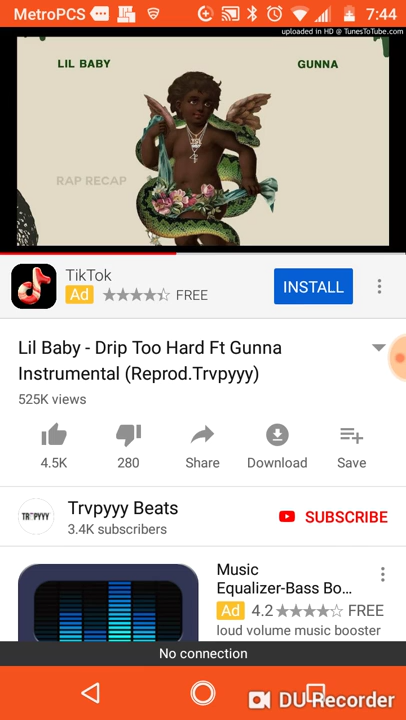 MetroPCS 7:44
uploaded in HD @ TunesToTube.com
LIL BABY GUNNA
RAP RECAP
TikTok
Ad FREE
INSTALL
Lil Baby - Drip Too Hard Ft Gunna
Instrumental (Reprod.Trvpyyy)
525K views
4.5K 280 Share Download Save
TRVPYYY
Trvpyyy Beats
3.4K subscribers
SUBSCRIBE
Music
Equalizer-Bass Bo...
Ad 4.2 FREE
loud volume music booster
No connection
DU Recorder